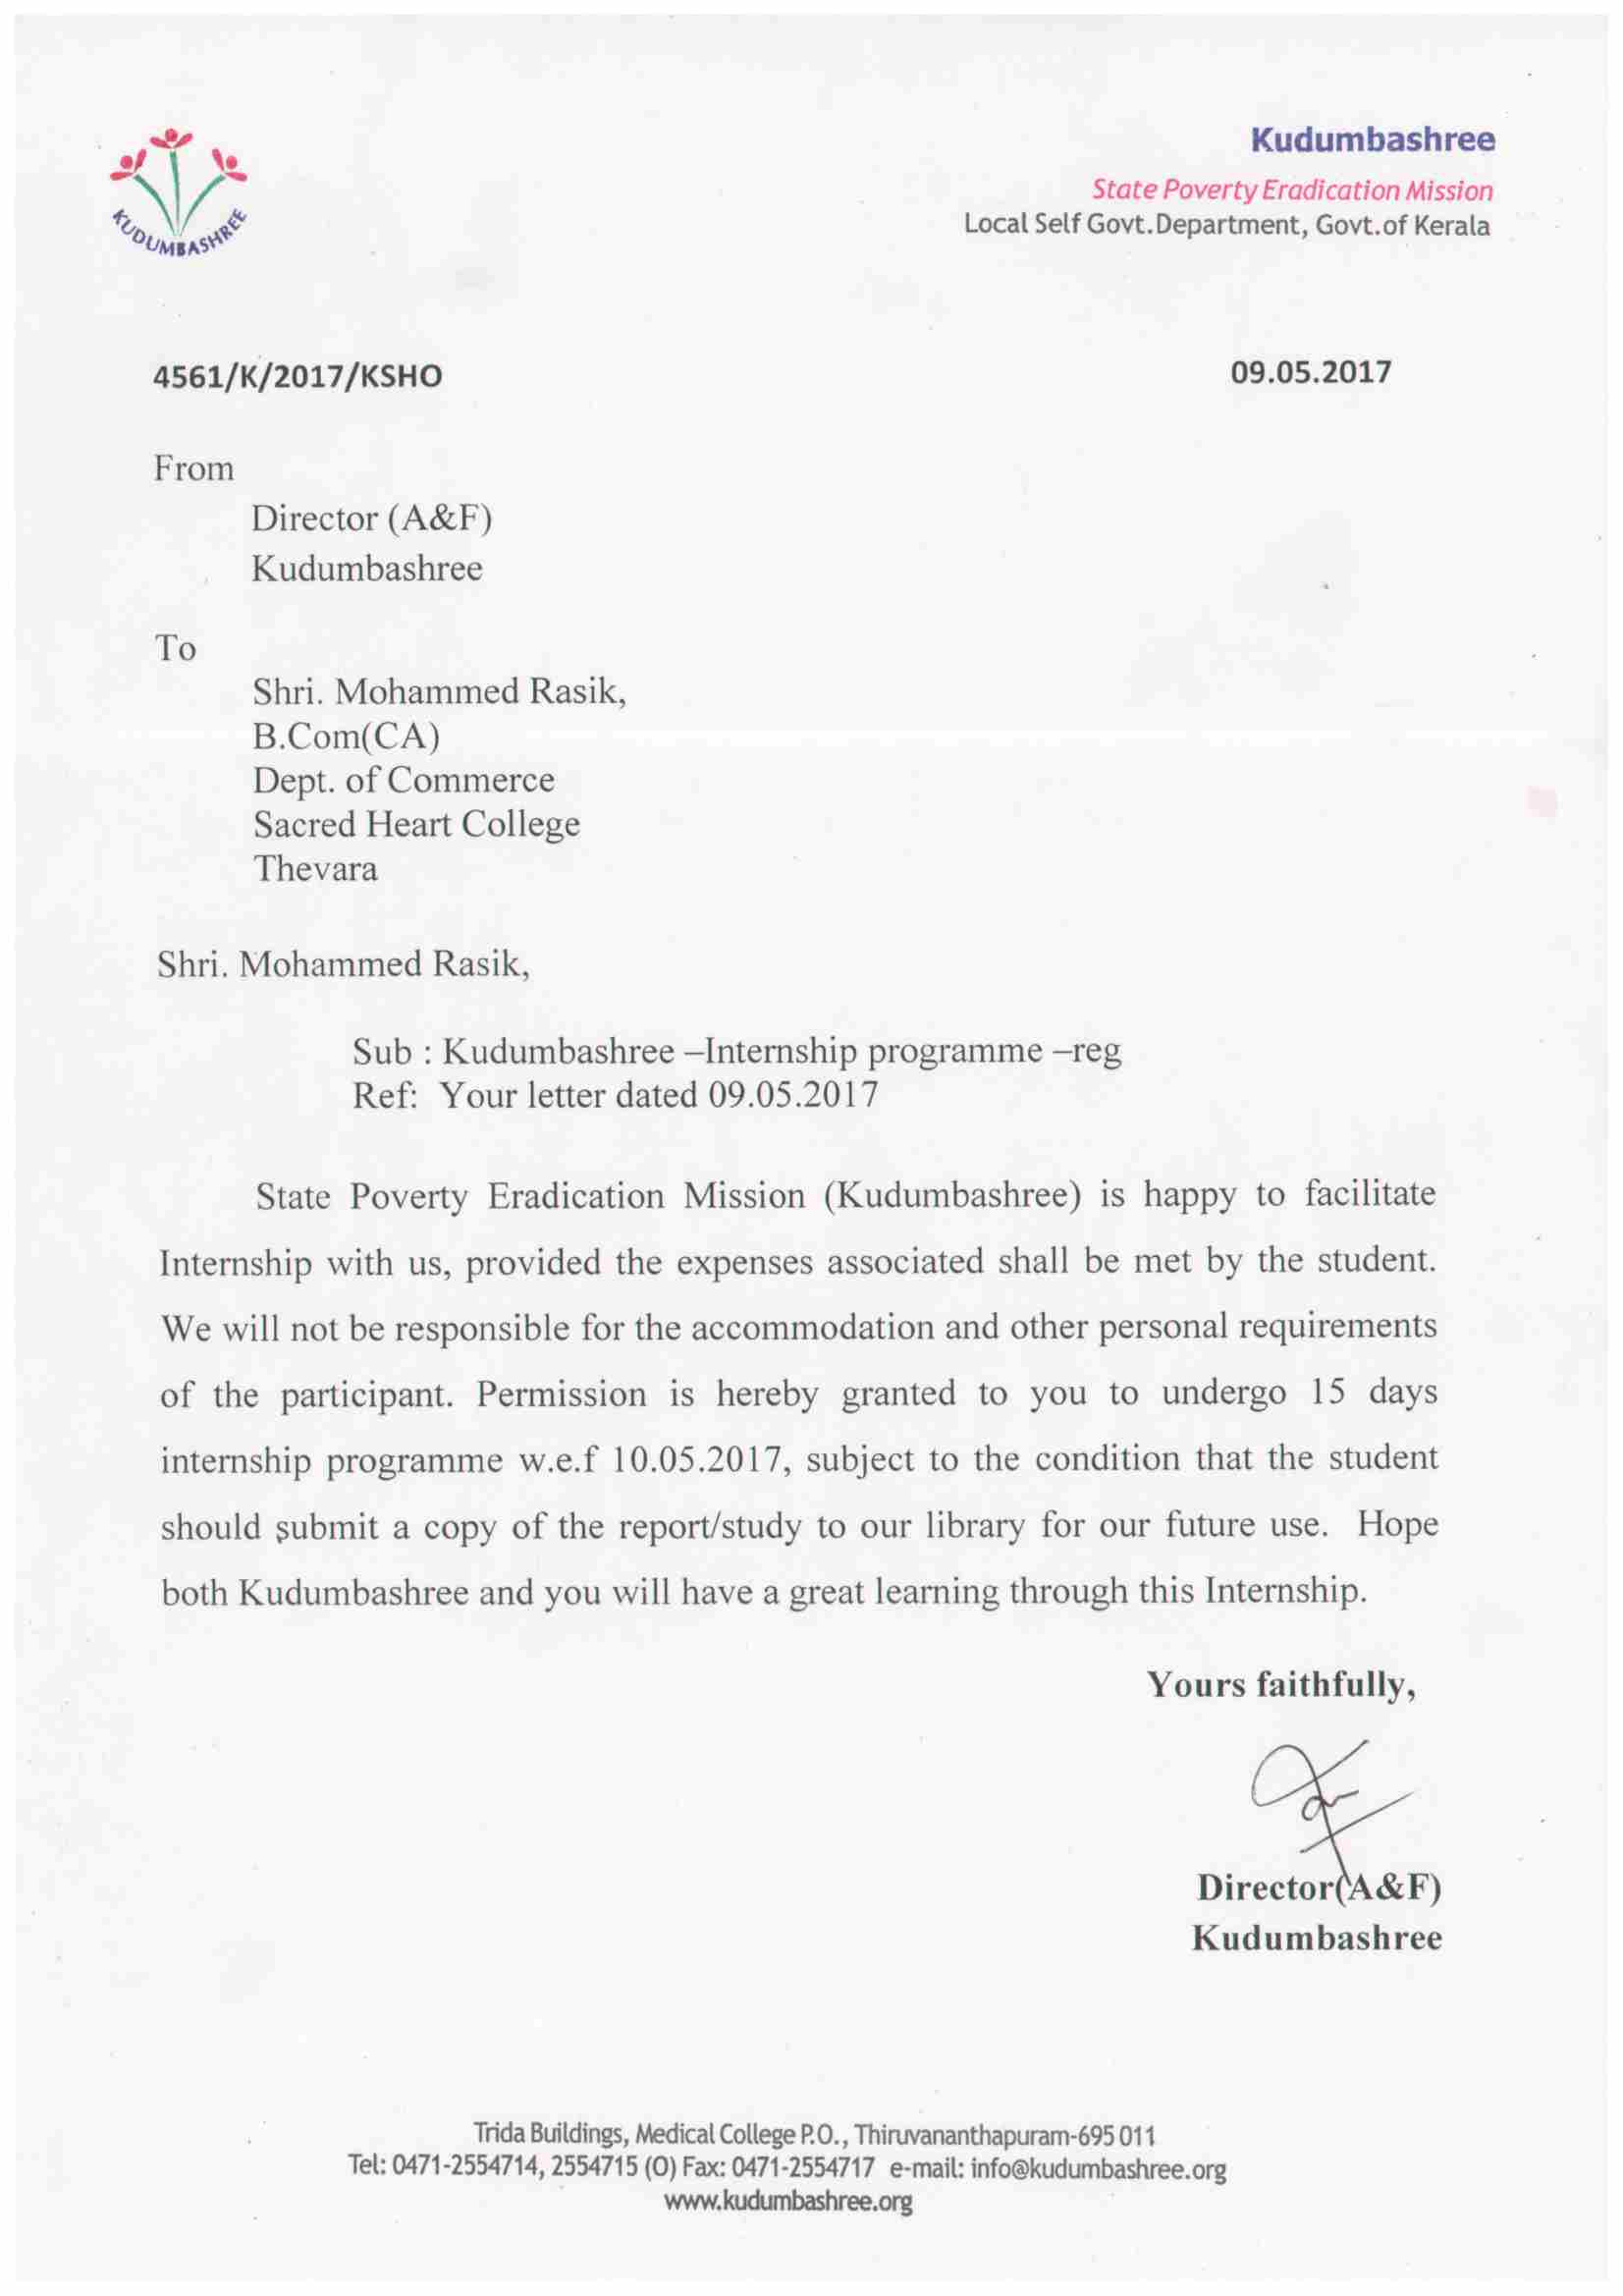 KUDUMBASHREE
Kudumbashree
State Poverty Eradication Mission
Local Self Govt.Department, Govt.of Kerala
4561/K/2017/KSHO
09.05.2017
From
Director (A&F)
Kudumbashree
To
Shri. Mohammed Rasik,
B.Com(CA)
Dept. of Commerce
Sacred Heart College
Thevara
Shri. Mohammed Rasik,
Sub : Kudumbashree –Internship programme –reg
Ref: Your letter dated 09.05.2017
State Poverty Eradication Mission (Kudumbashree) is happy to facilitate
Internship with us, provided the expenses associated shall be met by the student.
We will not be responsible for the accommodation and other personal requirements
of the participant. Permission is hereby granted to you to undergo 15 days
internship programme w.e.f 10.05.2017, subject to the condition that the student
should submit a copy of the report/study to our library for our future use. Hope
both Kudumbashree and you will have a great learning through this Internship.
Yours faithfully,
Director(A&F)
Kudumbashree
Trida Buildings, Medical College P.O., Thiruvananthapuram-695 011
Tel: 0471-2554714, 2554715 (O) Fax: 0471-2554717 e-mail: info@kudumbashree.org
www.kudumbashree.org